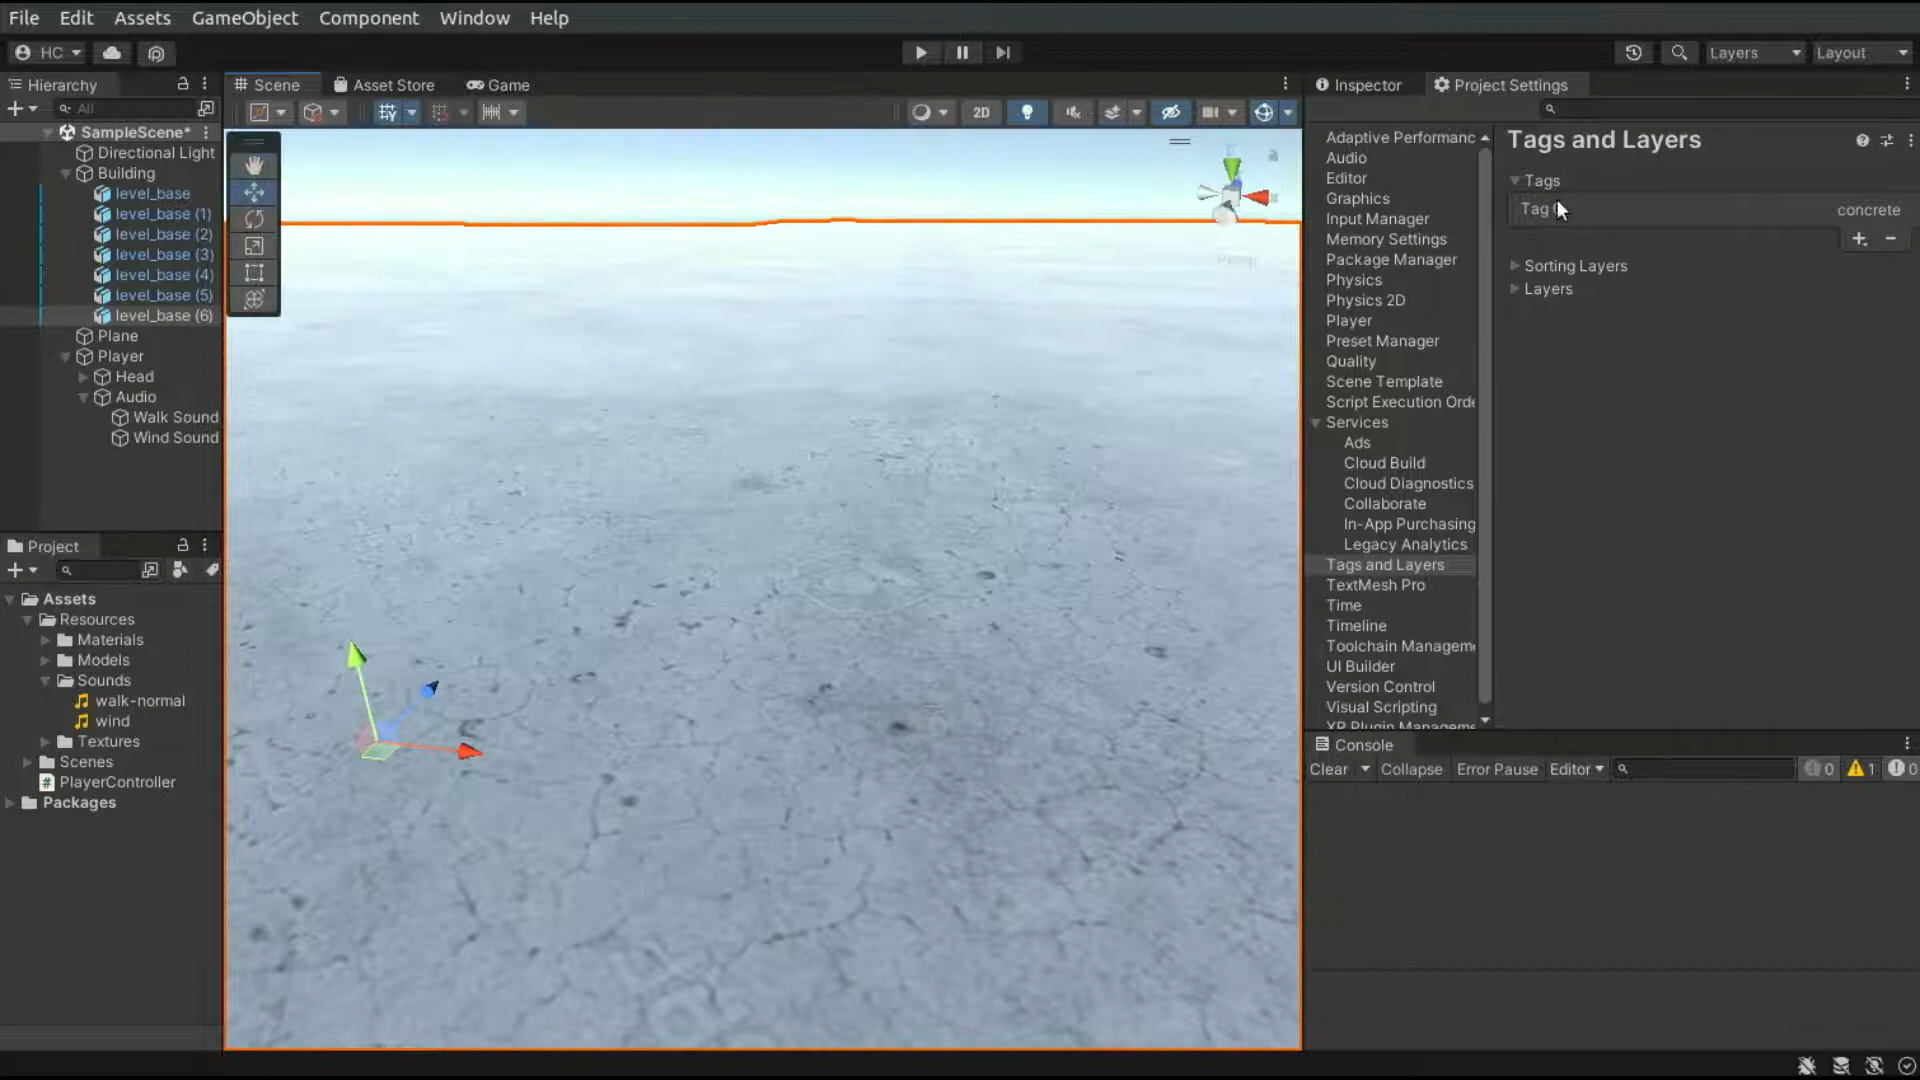 File Edit Assets GameObject Component Window Help
HC
Layers Layout
Hierarchy
All
SampleScene*
Directional Light
Building
level_base
level_base (1)
level_base (2)
level_base (3)
level_base (4)
level_base (5)
level_base (6)
Plane
Player
Head
Audio
Walk Sound
Wind Sound
Project
Assets
Resources
Materials
Models
Sounds
walk-normal
wind
Textures
Scenes
PlayerController
Packages
Scene Asset Store Game
2D
Inspector Project Settings
Adaptive Performanc
Audio
Editor
Graphics
Input Manager
Memory Settings
Package Manager
Physics
Physics 2D
Player
Preset Manager
Quality
Scene Template
Script Execution Orde
Services
Ads
Cloud Build
Cloud Diagnostics
Collaborate
In-App Purchasing
Legacy Analytics
Tags and Layers
TextMesh Pro
Time
Timeline
Toolchain Managem
UI Builder
Version Control
Visual Scripting
XR Plugin Manageme
Tags and Layers
Tags
Tag concrete
Sorting Layers
Layers
Console
Clear Collapse Error Pause Editor 0 1 0